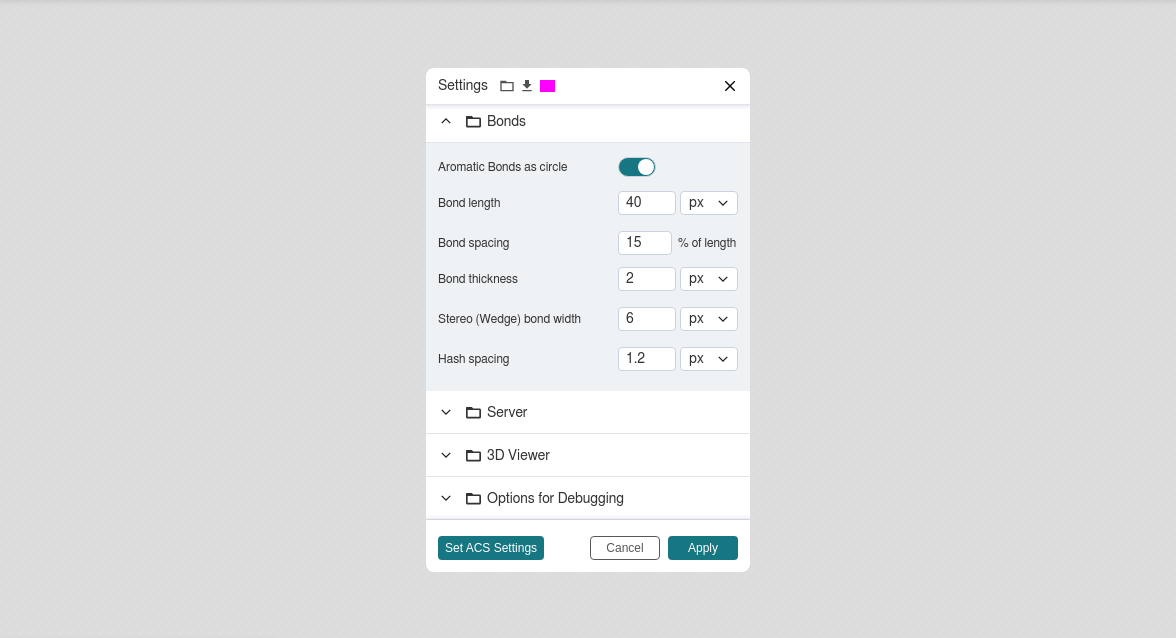 Settings
Bonds
Aromatic Bonds as circle
Bond length 40 px
Bond spacing 15 % of length
Bond thickness 2 px
Stereo (Wedge) bond width 6 px
Hash spacing 1.2 px
Server
3D Viewer
Options for Debugging
Set ACS Settings Cancel Apply